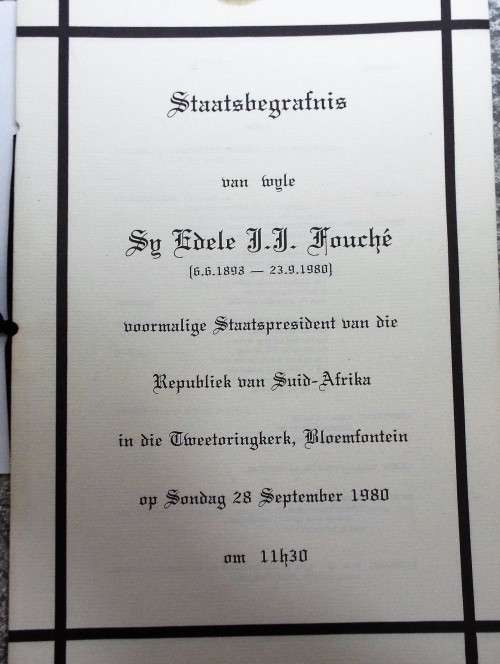 Staatsbegrafnis
van wyle
Sy Edele J.J. Fouché
(6.6.1898 — 23.9.1980)
voormalige Staatspresident van die
Republiek van Suid-Afrika
in die Tweetoringkerk, Bloemfontein
op Sondag 28 September 1980
om 11h30